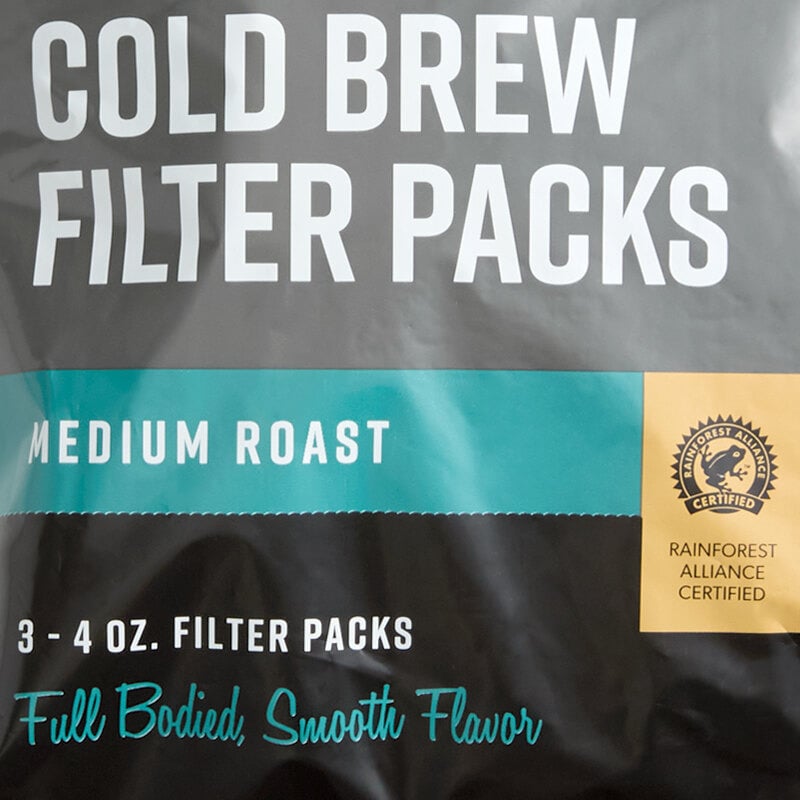 COLD BREW
FILTER PACKS
MEDIUM ROAST
RAINFOREST ALLIANCE
CERTIFIED
RAINFOREST
ALLIANCE
CERTIFIED
3 - 4 OZ. FILTER PACKS
Full Bodied, Smooth Flavor